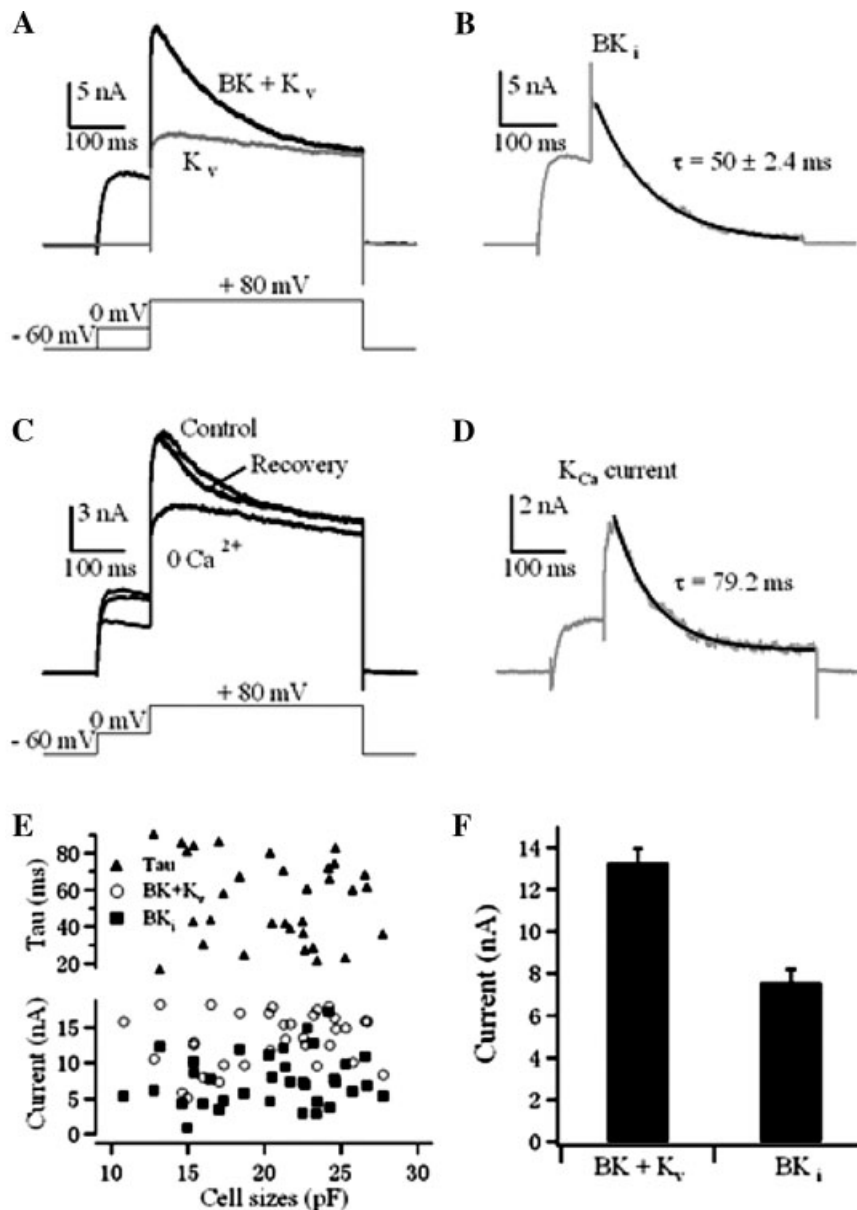 A
5 nA
100 ms
BK + Kv
Kv
+ 80 mV
0 mV
- 60 mV
B
BK i
5 nA
100 ms
τ = 50 ± 2.4 ms
C
Control
Recovery
3 nA
100 ms
0 Ca 2+
+ 80 mV
0 mV
- 60 mV
D
KCa current
2 nA
100 ms
τ = 79.2 ms
E
Tau (ms)
80
60
40
20
Tau
BK+Kv
BKi
Current (nA)
15
10
5
0
10 15 20 25 30
Cell sizes (pF)
F
Current (nA)
14
12
10
8
6
4
2
0
BK + Kv
BK i